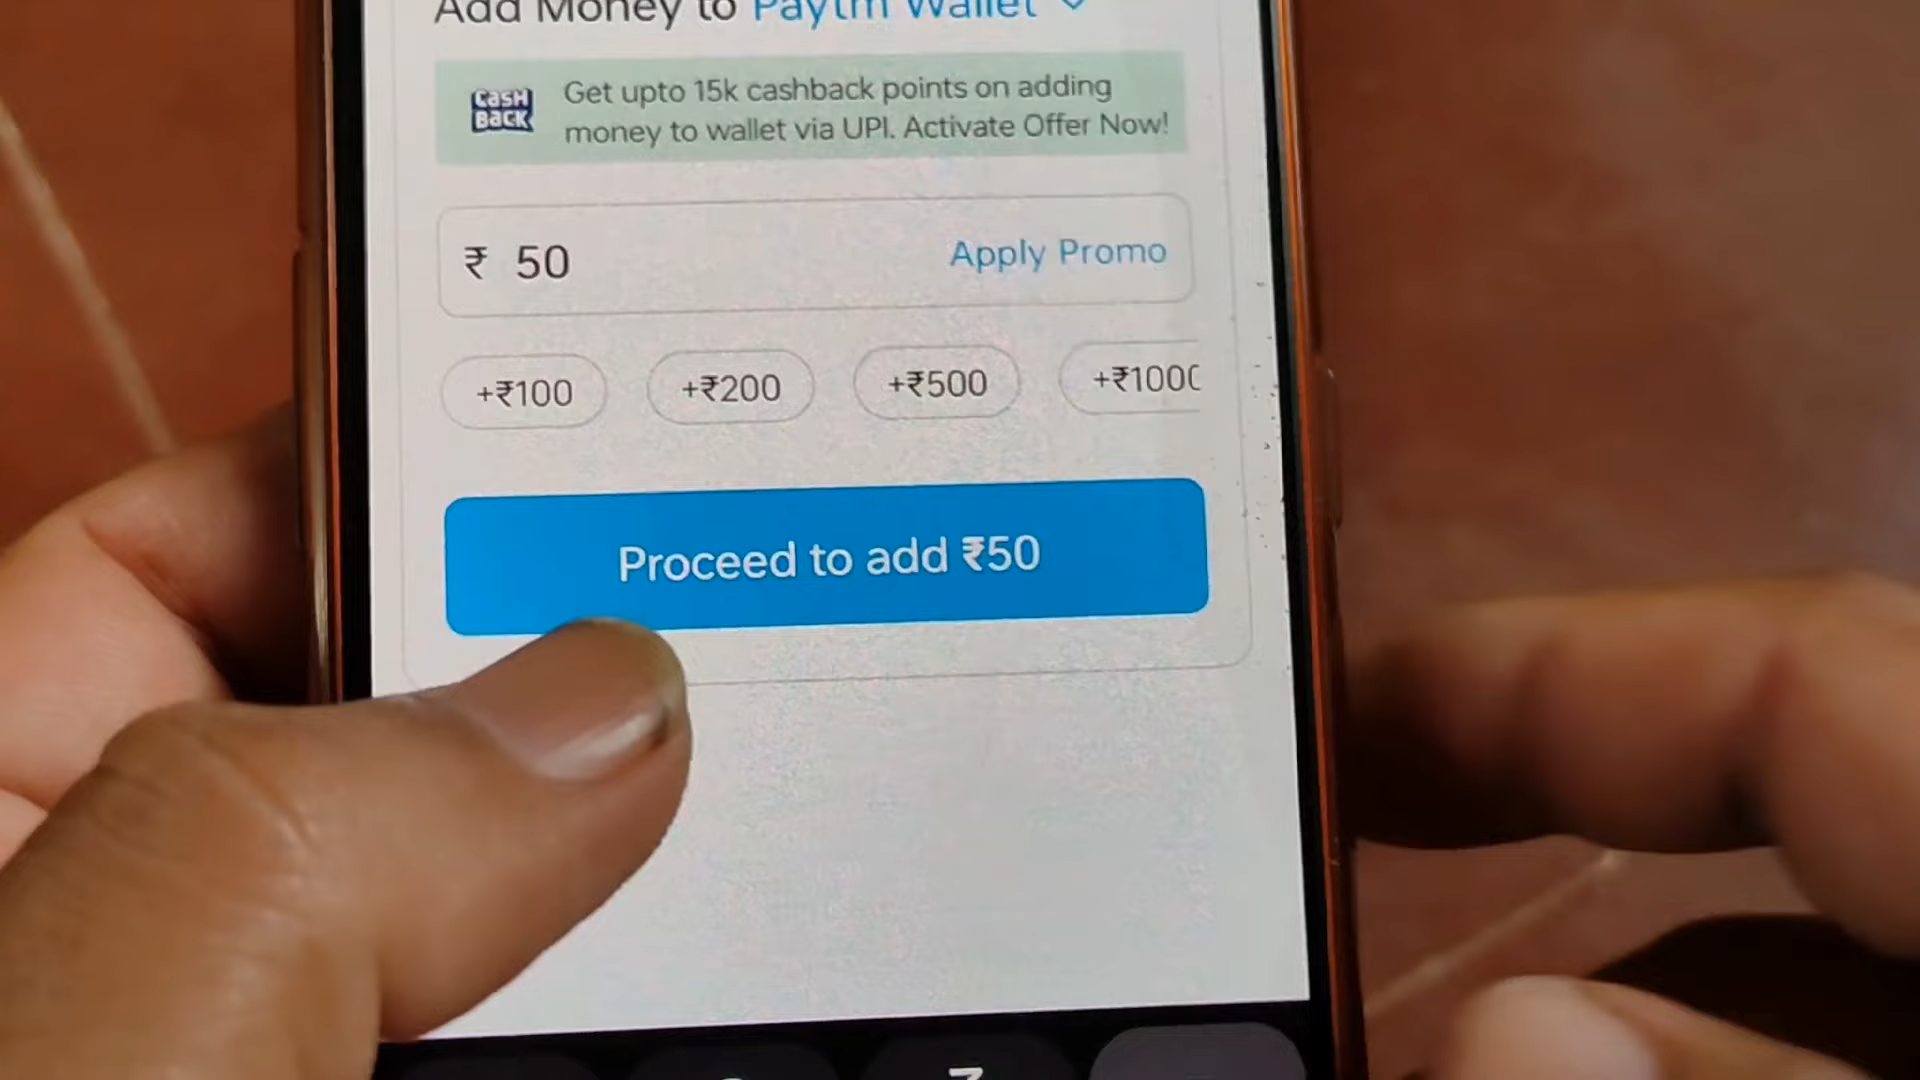 Add Money to Paytm Wallet
CASH
BACK
Get upto 15k cashback points on adding
money to wallet via UPI. Activate Offer Now!
₹ 50 Apply Promo
+₹100 +₹200 +₹500 +₹1000
Proceed to add ₹50